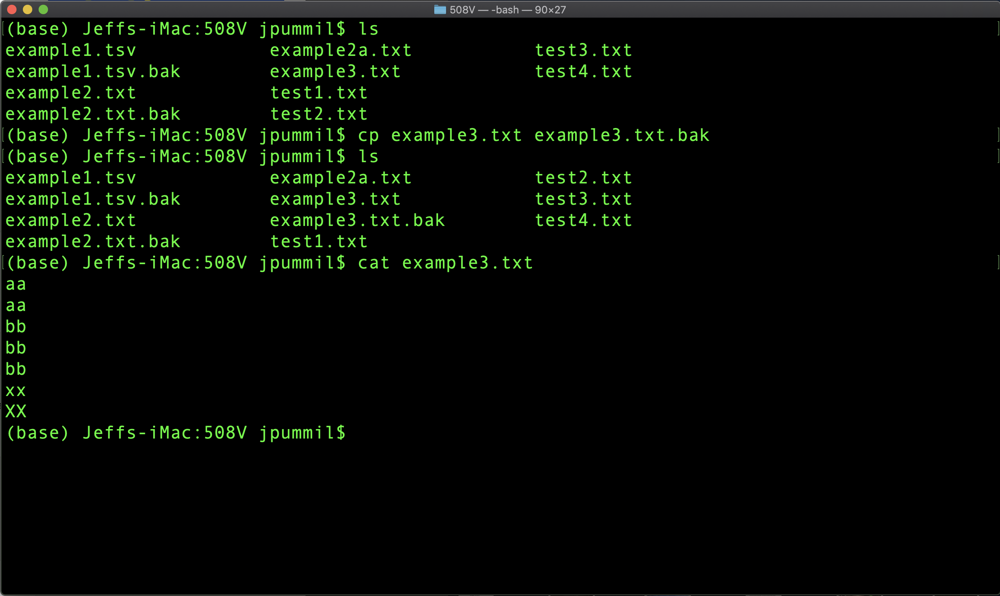 508V — -bash — 90×27
(base) Jeffs-iMac:508V jpummil$ ls
example1.tsv example2a.txt test3.txt
example1.tsv.bak example3.txt test4.txt
example2.txt test1.txt
example2.txt.bak test2.txt
(base) Jeffs-iMac:508V jpummil$ cp example3.txt example3.txt.bak
(base) Jeffs-iMac:508V jpummil$ ls
example1.tsv example2a.txt test2.txt
example1.tsv.bak example3.txt test3.txt
example2.txt example3.txt.bak test4.txt
example2.txt.bak test1.txt
(base) Jeffs-iMac:508V jpummil$ cat example3.txt
aa
aa
bb
bb
bb
xx
XX
(base) Jeffs-iMac:508V jpummil$